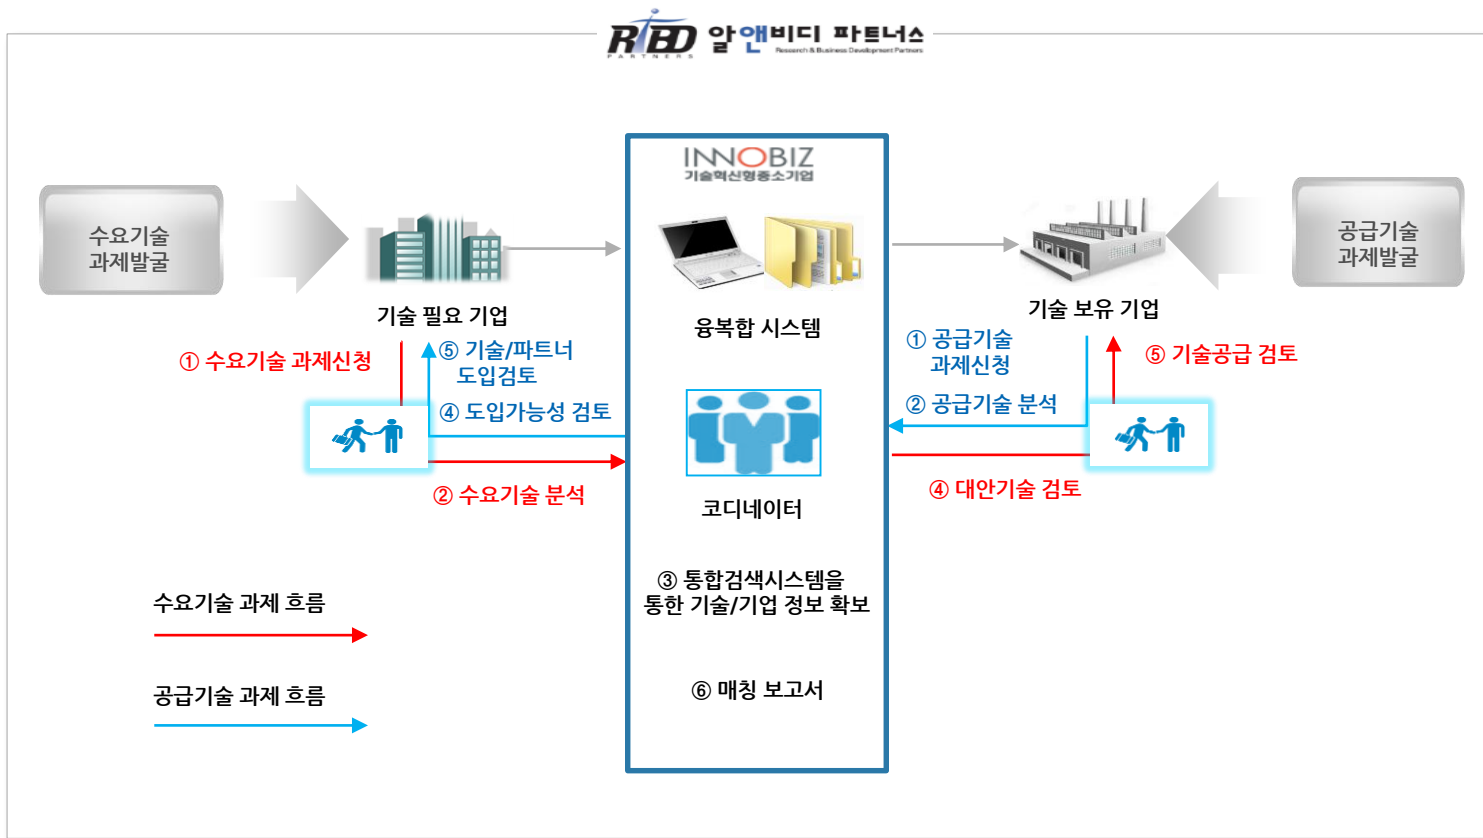 RBD 알앤비디 파트너스
PARTNERS Research & Business Development Partners
INNOBIZ
기술혁신형중소기업
수요기술
과제발굴
공급기술
과제발굴
기술 필요 기업
융복합 시스템
기술 보유 기업
① 수요기술 과제신청
⑤ 기술/파트너
도입검토
④ 도입가능성 검토
② 수요기술 분석
① 공급기술
과제신청
② 공급기술 분석
⑤ 기술공급 검토
④ 대안기술 검토
코디네이터
③ 통합검색시스템을
통한 기술/기업 정보 확보
⑥ 매칭 보고서
수요기술 과제 흐름
공급기술 과제 흐름